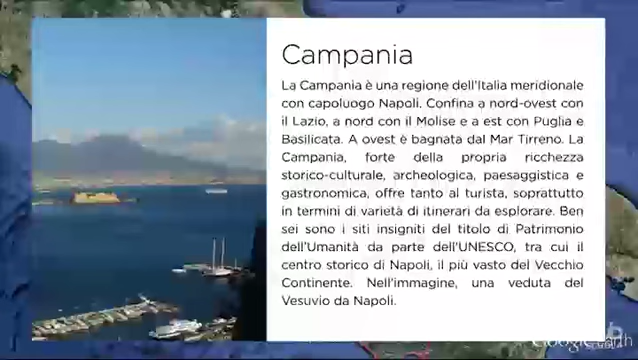 Campania
La Campania è una regione dell'Italia meridionale
con capoluogo Napoli. Confina a nord-ovest con
il Lazio, a nord con il Molise e a est con Puglia e
Basilicata. A ovest è bagnata dal Mar Tirreno. La
Campania, forte della propria ricchezza
storico-culturale, archeologica, paesaggistica e
gastronomica, offre tanto al turista, soprattutto
in termini di varietà di itinerari da esplorare. Ben
sei sono i siti insigniti del titolo di Patrimonio
dell'Umanità da parte dell'UNESCO, tra cui il
centro storico di Napoli, il più vasto del Vecchio
Continente. Nell'immagine, una veduta del
Vesuvio da Napoli.